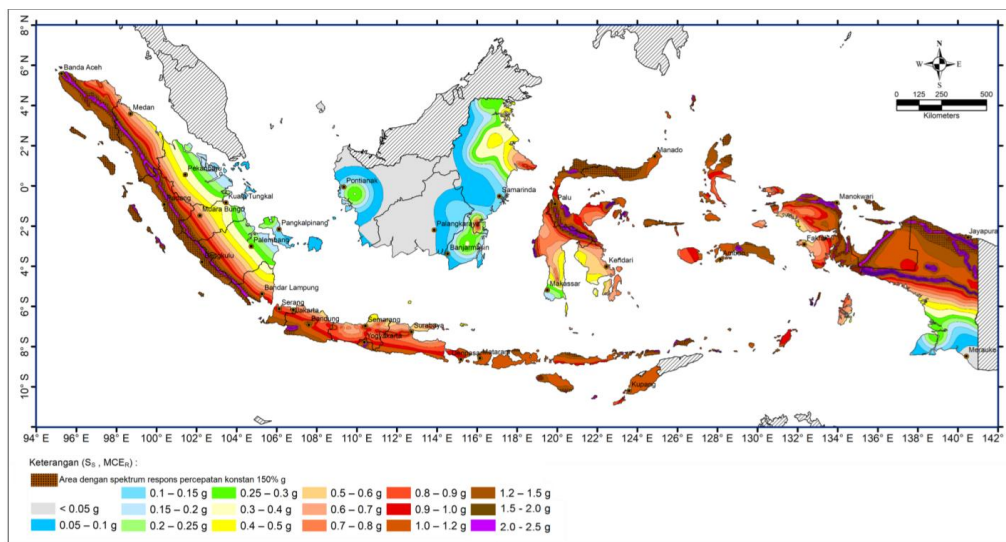 8° N
6° N
4° N
2° N
0°
2° S
4° S
6° S
8° S
10° S
N
W E
S
0 125 250 500
Kilometers
Banda Aceh
Medan
Pekanbaru
Kuala Tungkal
Padang
Muara Bungo
Pangkalpinang
Palembang
Bengkulu
Bandar Lampung
Serang
Jakarta
Bandung
Semarang
Surabaya
Yogyakarta
Denpasar
Mataram
Kupang
Pontianak
Samarinda
Palangkaraya
Banjarmasin
Manado
Palu
Kendari
Makassar
Ambon
Manokwari
Fakfak
Jayapura
Merauke
94° E 96° E 98° E 100° E 102° E 104° E 106° E 108° E 110° E 112° E 114° E 116° E 118° E 120° E 122° E 124° E 126° E 128° E 130° E 132° E 134° E 136° E 138° E 140° E 142° E
Keterangan (SS , MCER) :
Area dengan spektrum respons percepatan konstan 150% g
0.1 – 0.15 g 0.25 – 0.3 g 0.5 – 0.6 g 0.8 – 0.9 g 1.2 – 1.5 g
< 0.05 g 0.15 – 0.2 g 0.3 – 0.4 g 0.6 – 0.7 g 0.9 – 1.0 g 1.5 - 2.0 g
0.05 – 0.1 g 0.2 – 0.25 g 0.4 – 0.5 g 0.7 – 0.8 g 1.0 – 1.2 g 2.0 - 2.5 g